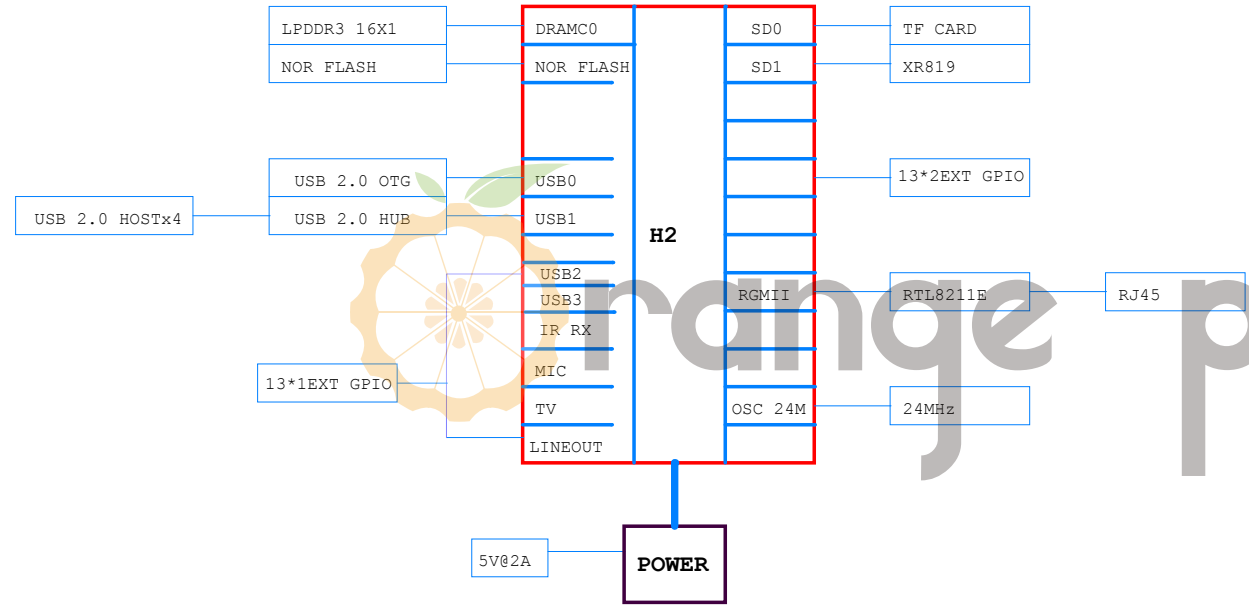 LPDDR3 16X1
DRAMC0
SD0
TF CARD
NOR FLASH
NOR FLASH
SD1
XR819
USB 2.0 OTG
USB0
13*2EXT GPIO
USB 2.0 HOSTx4
USB 2.0 HUB
USB1
H2
USB2
USB3
RGMII
RTL8211E
RJ45
IR RX
range p
MIC
13*1EXT GPIO
TV
OSC 24M
24MHz
LINEOUT
5V@2A
POWER